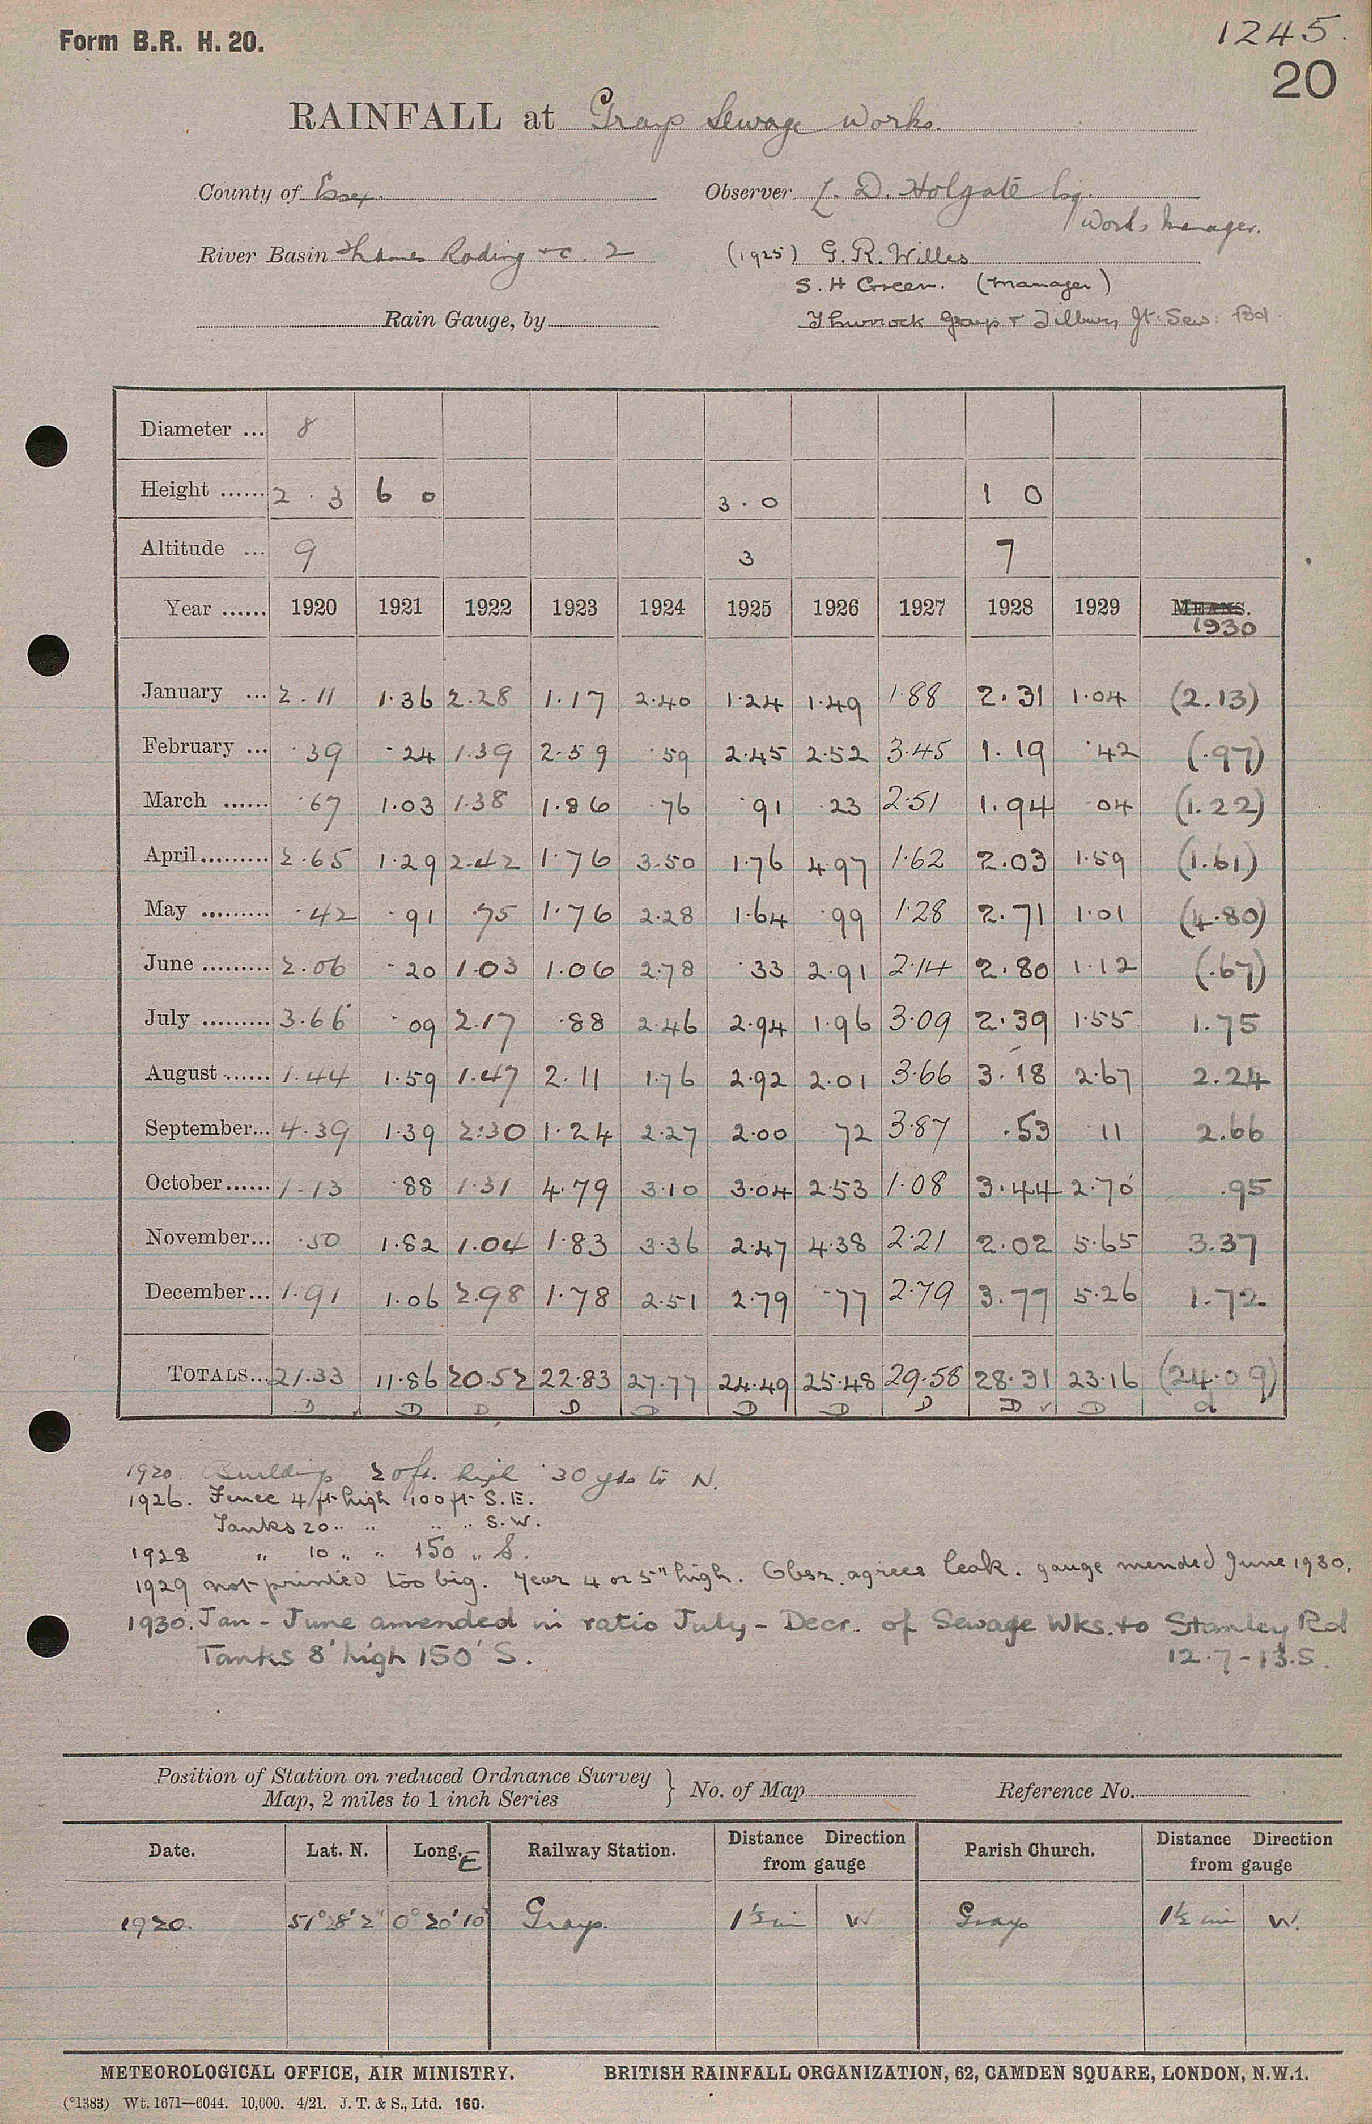 Form B.R. H. 20.
1245.
20
RAINFALL at Grays Sewage Works.
County of Essex. Observer L. D. Holgate Esq.
Works Manager.
River Basin Thames Roding &c. 2 (1925) G. R. Willes
S. H Green. (Manager)
Rain Gauge, by Thurrock Grays & Tilbury Jt. Sew. Bd
Diameter ... 8
Height ...... 2 . 3 6 0 3 . 0 1 0
Altitude ... 9 3 7
Year ...... 1920 1921 1922 1923 1924 1925 1926 1927 1928 1929 MEANS.
1930
January ... 2.11 1.36 2.28 1.17 2.40 1.24 1.49 1.88 2.31 1.04 (2.13)
February ... .39 .24 1.39 2.59 .59 2.45 2.52 3.45 1.19 .42 (.97)
March ...... .67 1.03 1.38 1.86 .76 .91 .23 2.51 1.94 .04 (1.22)
April......... 2.65 1.29 2.42 1.76 3.50 1.76 4.97 1.62 2.03 1.59 (1.61)
May ......... .42 .91 .75 1.76 2.28 1.64 .99 1.28 2.71 1.01 (4.80)
June ......... 2.06 .20 1.03 1.06 2.78 .33 2.91 2.14 2.80 1.12 (.67)
July ......... 3.66 .09 2.17 .88 2.46 2.94 1.96 3.09 2.39 1.55 1.75
August ...... 1.44 1.59 1.47 2.11 1.76 2.92 2.01 3.66 3.18 2.67 2.24
September... 4.39 1.39 2.30 1.24 2.27 2.00 .72 3.87 .53 .11 2.66
October...... 1.13 .88 1.31 4.79 3.10 3.04 2.53 1.08 3.44 2.70 .95
November... .50 1.82 1.04 1.83 3.36 2.47 4.38 2.21 2.02 5.65 3.37
December... 1.91 1.06 2.98 1.78 2.51 2.79 .77 2.79 3.77 5.26 1.72
TOTALS... 21.33 11.86 20.52 22.83 27.77 24.49 25.48 29.58 28.31 23.16 (24.09)
D D D D D D D D D ✓ D d
1920. Buildings 20ft. high 30 yds to N.
1926. Fence 4 ft high 100 ft S.E.
Tanks 20 .. .. .. .. S.W.
1928 " 10 .. .. 150 .. S.
1929 not printed too big. Year 4 or 5" high. Obsr. agrees leak. gauge mended June 1930.
1930. Jan - June amended in ratio July - Decr. of Sewage Wks. to Stanley Rd
Tanks 8' high 150' S. 12.7 - 13.5.
Position of Station on reduced Ordnance Survey
Map, 2 miles to 1 inch Series } No. of Map Reference No.
Date. Lat. N. Long. E Railway Station. Distance from gauge Direction Parish Church. Distance from gauge Direction
1920. 51° 28' 2" 0° 20' 10" Grays. W Grays 1½ mi W.
METEOROLOGICAL OFFICE, AIR MINISTRY. BRITISH RAINFALL ORGANIZATION, 62, CAMDEN SQUARE, LONDON, N.W.1.
(*1383) Wt. 1671—6044. 10,000. 4/21. J. T. & S., Ltd. 160.